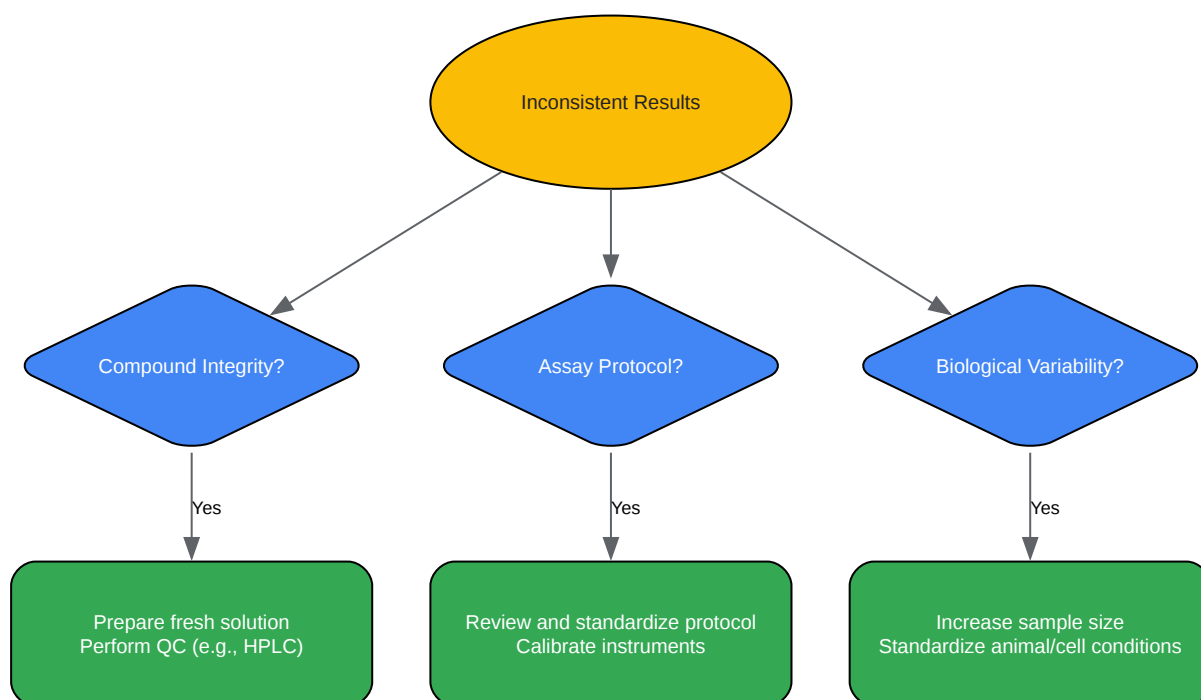 Inconsistent Results
Compound Integrity?
Assay Protocol?
Biological Variability?
Yes
Yes
Yes
Prepare fresh solution
Perform QC (e.g., HPLC)
Review and standardize protocol
Calibrate instruments
Increase sample size
Standardize animal/cell conditions